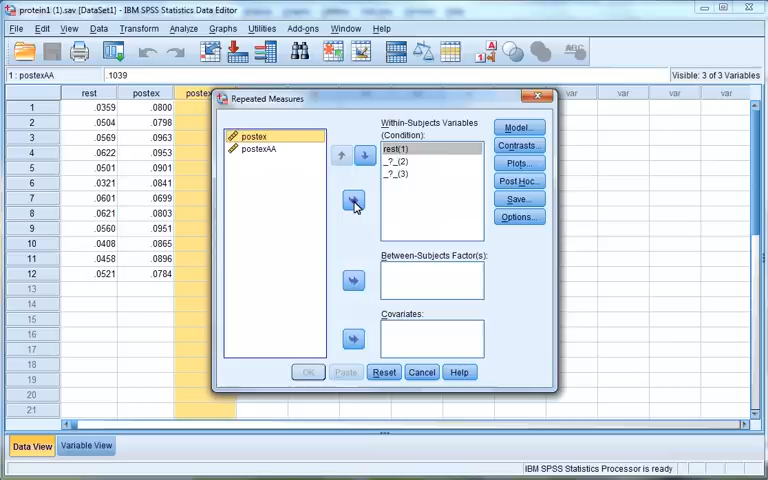 protein1 (1).sav [DataSet1] - IBM SPSS Statistics Data Editor
File Edit View Data Transform Analyze Graphs Utilities Add-ons Window Help
1 : postexAA .1039 Visible: 3 of 3 Variables
rest postex postex var var var
1 .0359 .0800
2 .0504 .0798
3 .0569 .0963
4 .0622 .0953
5 .0501 .0901
6 .0321 .0841
7 .0601 .0699
8 .0621 .0803
9 .0560 .0951
10 .0408 .0865
11 .0458 .0896
12 .0521 .0784
13
14
15
16
17
18
19
20
21
Repeated Measures
postex
postexAA
Within-Subjects Variables
(Condition):
rest(1)
_?_(2)
_?_(3)
Between-Subjects Factor(s):
Covariates:
Model...
Contrasts...
Plots...
Post Hoc...
Save...
Options...
OK Paste Reset Cancel Help
Data View Variable View
IBM SPSS Statistics Processor is ready